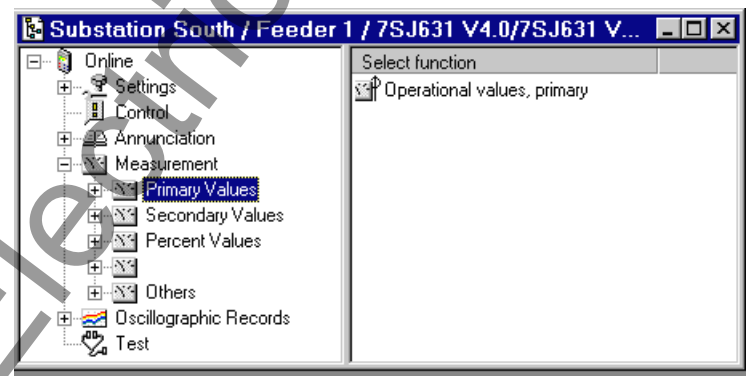 Substation South / Feeder 1 / 7SJ631 V4.0/7SJ631 V...
Online
Settings
Control
Annunciation
Measurement
Primary Values
Secondary Values
Percent Values
Others
Oscillographic Records
Test
Select function
Operational values, primary
Electric